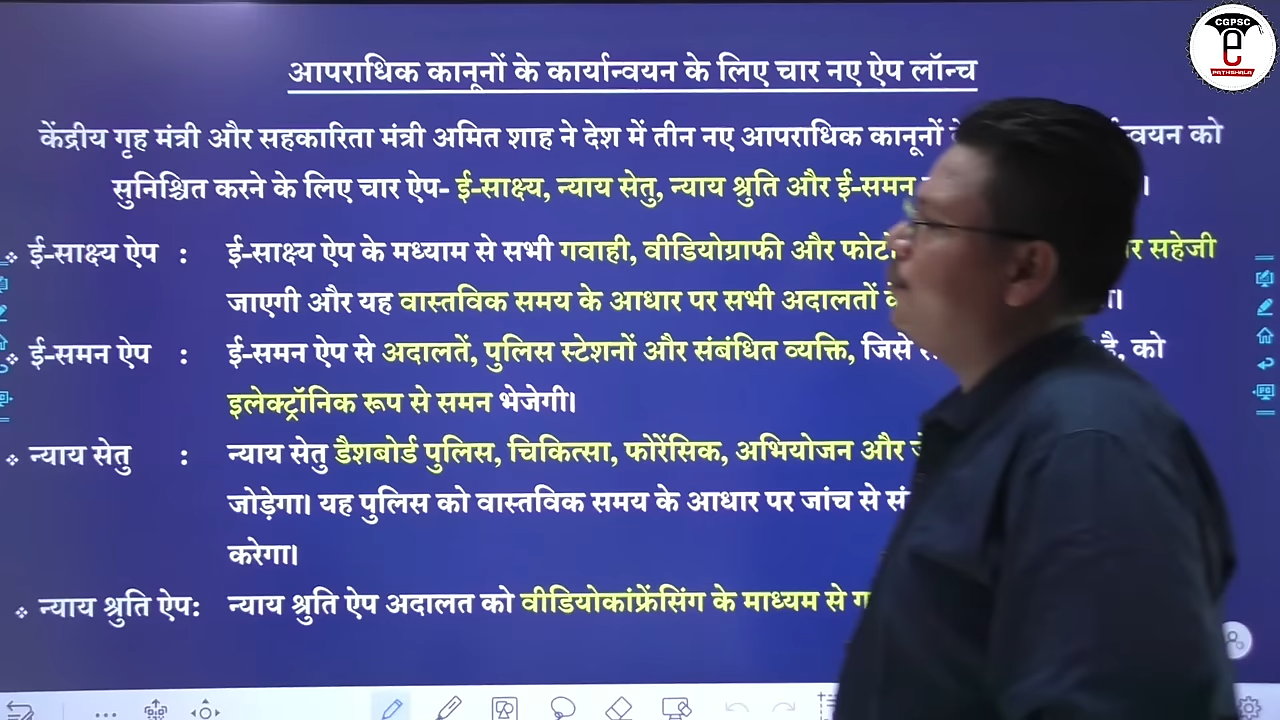 CGPSC
e
PATHSHALA
आपराधिक कानूनों के कार्यान्वयन के लिए चार नए ऐप लॉन्च
केंद्रीय गृह मंत्री और सहकारिता मंत्री अमित शाह ने देश में तीन नए आपराधिक कानूनों को
सुनिश्चित करने के लिए चार ऐप- ई-साक्ष्य, न्याय सेतु, न्याय श्रुति और ई-समन
❖ ई-साक्ष्य ऐप : ई-साक्ष्य ऐप के मध्याम से सभी गवाही, वीडियोग्राफी और सहेजी
जाएगी और यह वास्तविक समय के आधार पर सभी अदालतों
❖ ई-समन ऐप : ई-समन ऐप से अदालतें, पुलिस स्टेशनों और संबंधित व्यक्ति, जिसे है, को
इलेक्ट्रॉनिक रूप से समन भेजेगी।
❖ न्याय सेतु : न्याय सेतु डैशबोर्ड पुलिस, चिकित्सा, फोरेंसिक, अभियोजन और
जोड़ेगा। यह पुलिस को वास्तविक समय के आधार पर जांच से
करेगा।
❖ न्याय श्रुति ऐप: न्याय श्रुति ऐप अदालत को वीडियोकांफ्रेंसिंग के माध्यम से